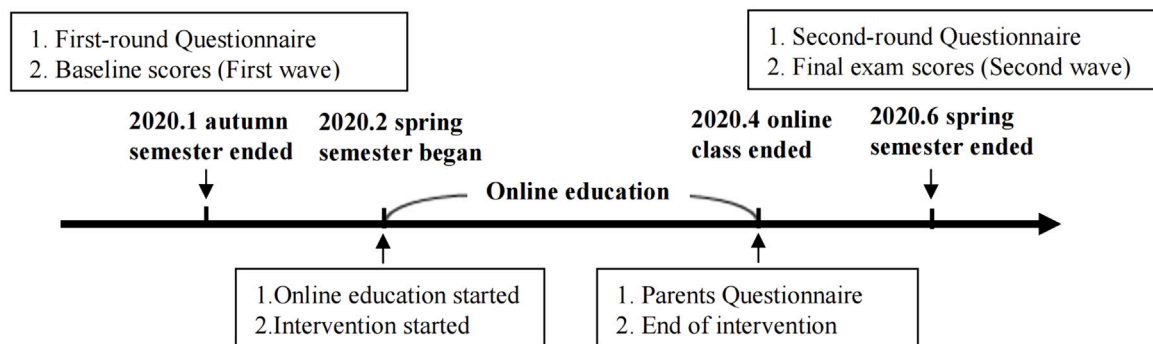 1. First-round Questionnaire
2. Baseline scores (First wave)
1. Second-round Questionnaire
2. Final exam scores (Second wave)
2020.1 autumn
semester ended
2020.2 spring
semester began
2020.4 online
class ended
2020.6 spring
semester ended
Online education
1.Online education started
2.Intervention started
1. Parents Questionnaire
2. End of intervention